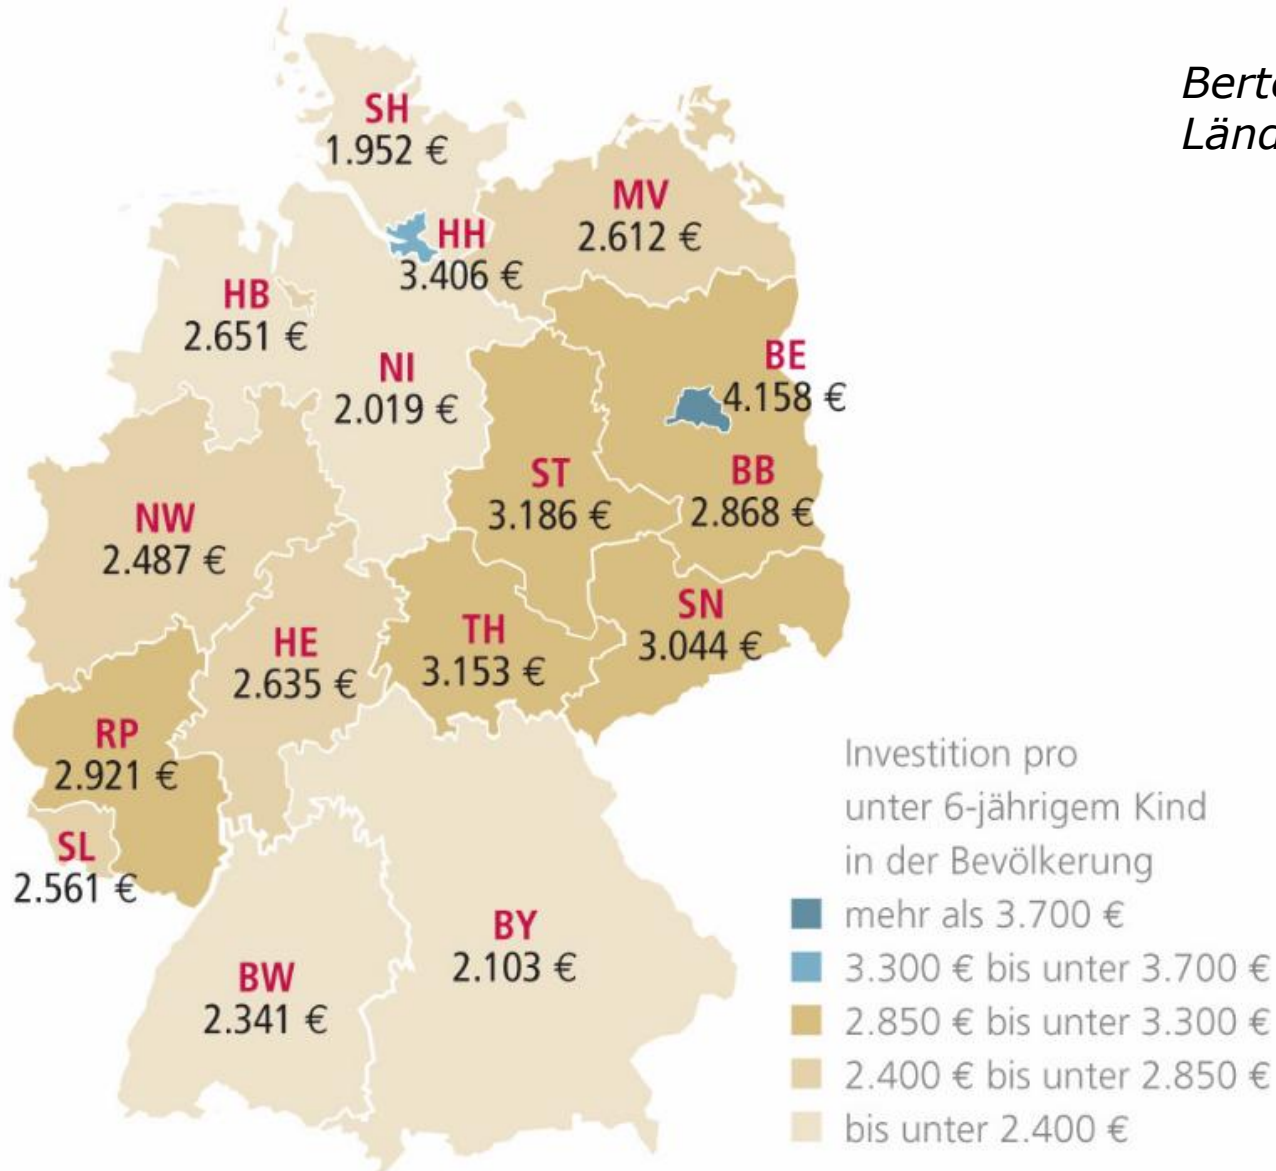 SH
1.952 €
MV
2.612 €
HH
3.406 €
HB
2.651 €
NI
2.019 €
BE
4.158 €
ST
3.186 €
BB
2.868 €
NW
2.487 €
SN
3.044 €
TH
3.153 €
HE
2.635 €
RP
2.921 €
SL
2.561 €
BY
2.103 €
BW
2.341 €
Investition pro
unter 6-jährigem Kind
in der Bevölkerung
mehr als 3.700 €
3.300 € bis unter 3.700 €
2.850 € bis unter 3.300 €
2.400 € bis unter 2.850 €
bis unter 2.400 €